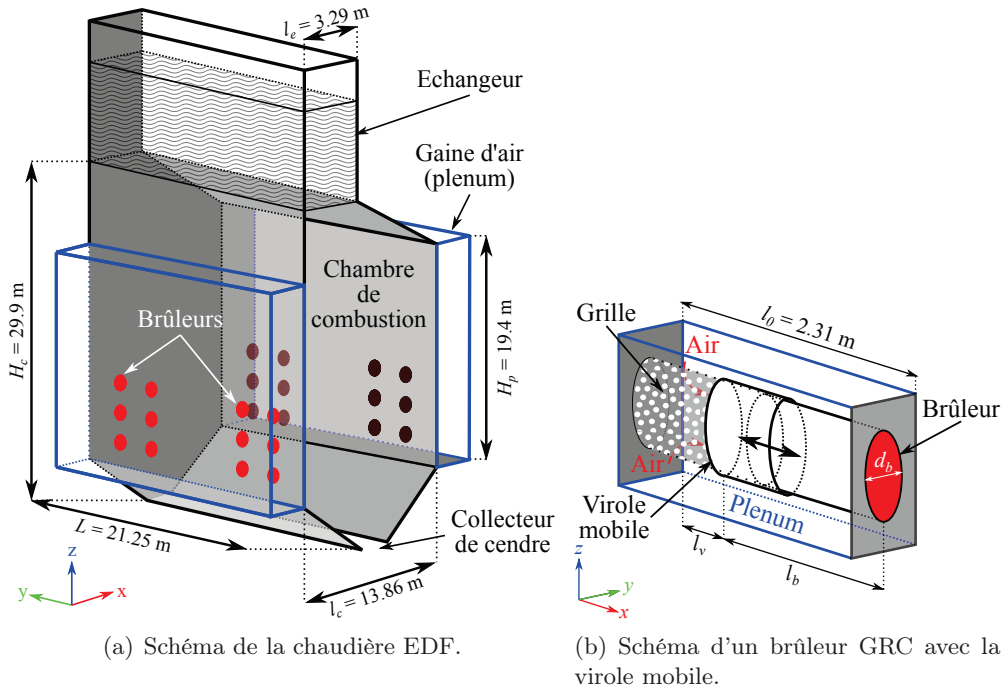 l_e = 3.29 m
Echangeur
Gaine d'air
(plenum)
Chambre
de
combustion
Brûleurs
H_c = 29.9 m
H_p = 19.4 m
L = 21.25 m
Collecteur
de cendre
l_c = 13.86 m
z
y
x
(a) Schéma de la chaudière EDF.
l_0 = 2.31 m
Grille
Air
Brûleur
d_b
Air
Virole
mobile
Plenum
l_v
l_b
z
y
x
(b) Schéma d'un brûleur GRC avec la
virole mobile.